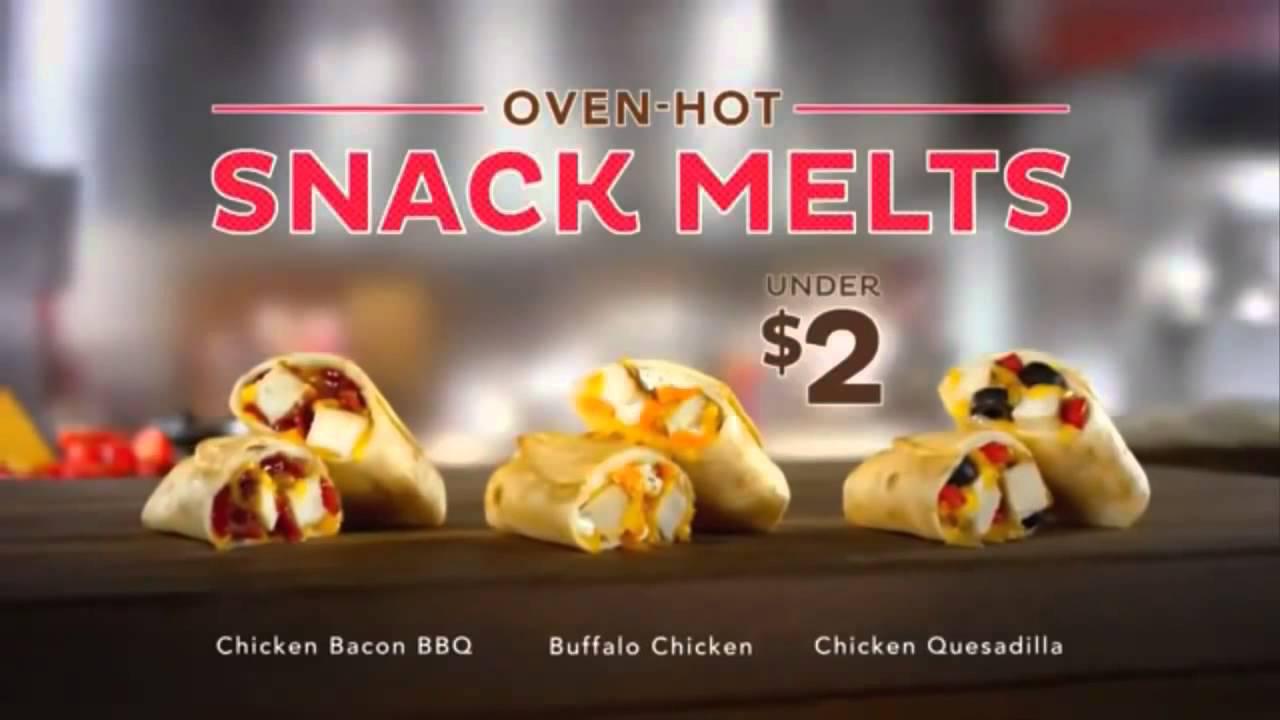 OVEN-HOT
SNACK MELTS
UNDER
$2
Chicken Bacon BBQ
Buffalo Chicken
Chicken Quesadilla